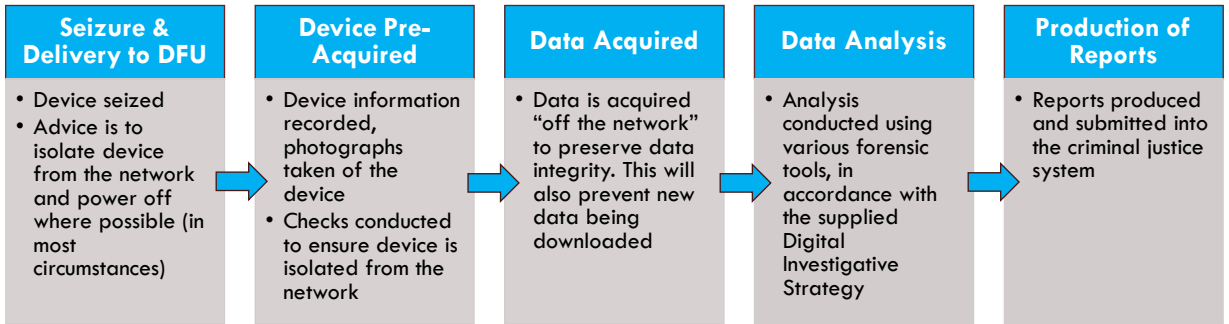 Seizure &
Delivery to DFU
• Device seized
• Advice is to
isolate device
from the network
and power off
where possible (in
most
circumstances)
Device Pre-
Acquired
• Device information
recorded,
photographs
taken of the
device
• Checks conducted
to ensure device is
isolated from the
network
Data Acquired
• Data is acquired
“off the network”
to preserve data
integrity. This will
also prevent new
data being
downloaded
Data Analysis
• Analysis
conducted using
various forensic
tools, in
accordance with
the supplied
Digital
Investigative
Strategy
Production of
Reports
• Reports produced
and submitted into
the criminal justice
system